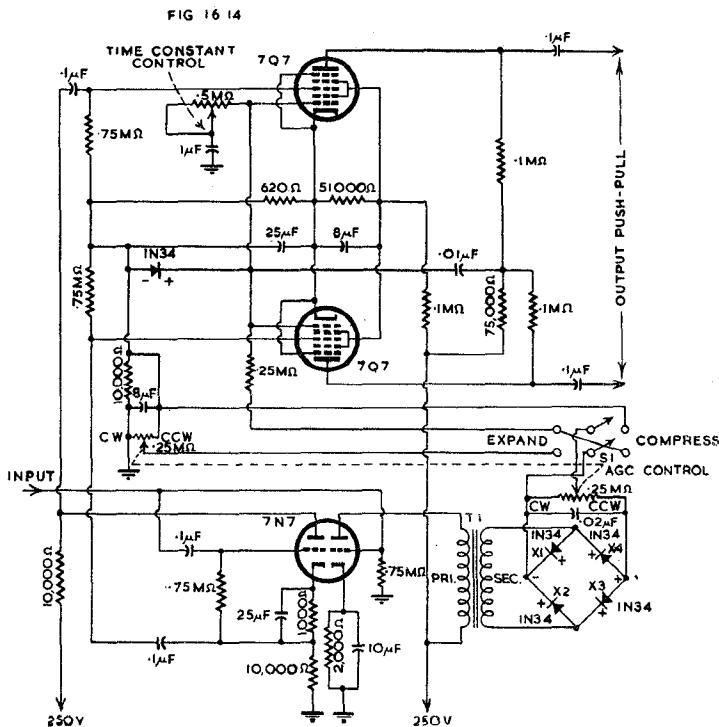 FIG 16 14
TIME CONSTANT
CONTROL
7Q7
.1μF
.1μF
.5MΩ
.75MΩ
1μF
.1MΩ
620Ω
51000Ω
25μF
8μF
1N34
- +
.01μF
.75MΩ
.1MΩ
75,000Ω
.1MΩ
OUTPUT PUSH-PULL
7Q7
.25MΩ
10,000Ω
8μF
.1μF
CW
CCW
.25MΩ
EXPAND
COMPRESS
S1
AGC CONTROL
INPUT
.25MΩ
CW
CCW
.02μF
7N7
T1
.1μF
1N34
1N34
X1
X4
10,000Ω
.75MΩ
.75MΩ
PRI.
SEC.
- +
+ +
- +
X2
X3
+ +
1N34
1N34
25μF
1000Ω
2,000Ω
10μF
.1μF
10,000Ω
250V
250V